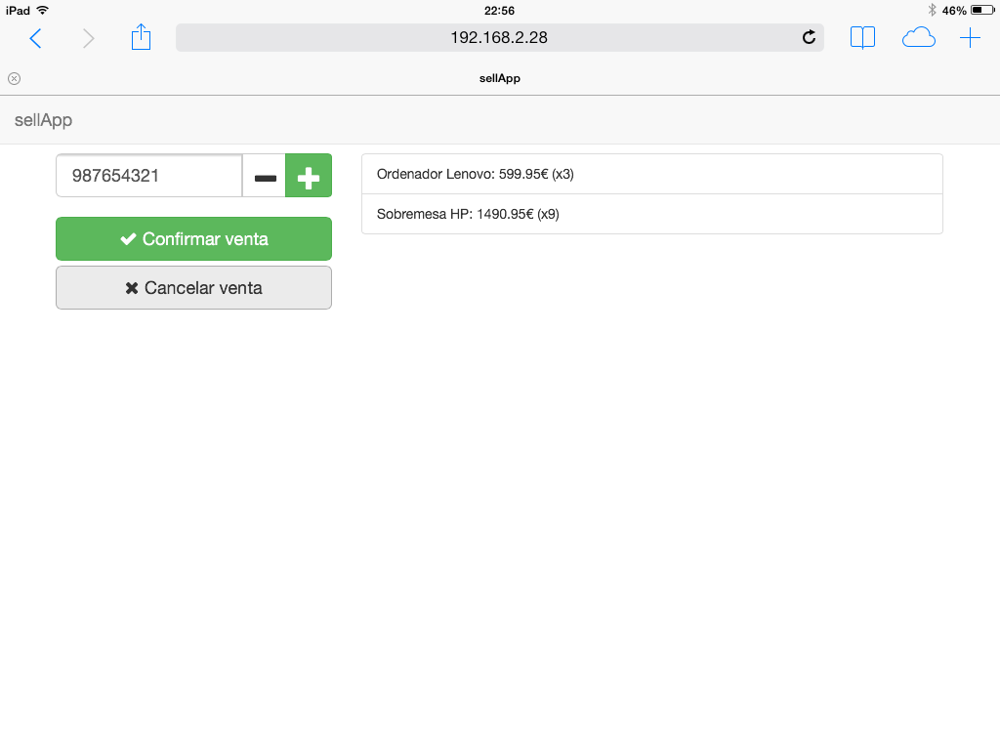 iPad 22:56 46%
192.168.2.28
sellApp
sellApp
987654321
Confirmar venta
Cancelar venta
Ordenador Lenovo: 599.95€ (x3)
Sobremesa HP: 1490.95€ (x9)